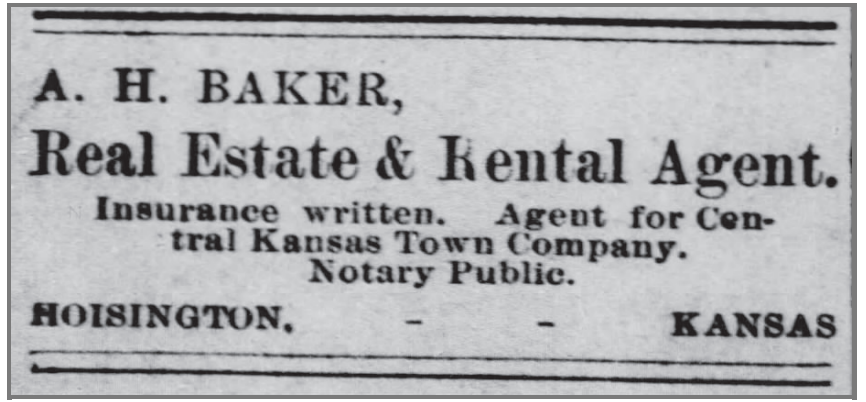 A. H. BAKER,
Real Estate & Rental Agent.
Insurance written. Agent for Cen-
tral Kansas Town Company.
Notary Public.
HOISINGTON. - - KANSAS